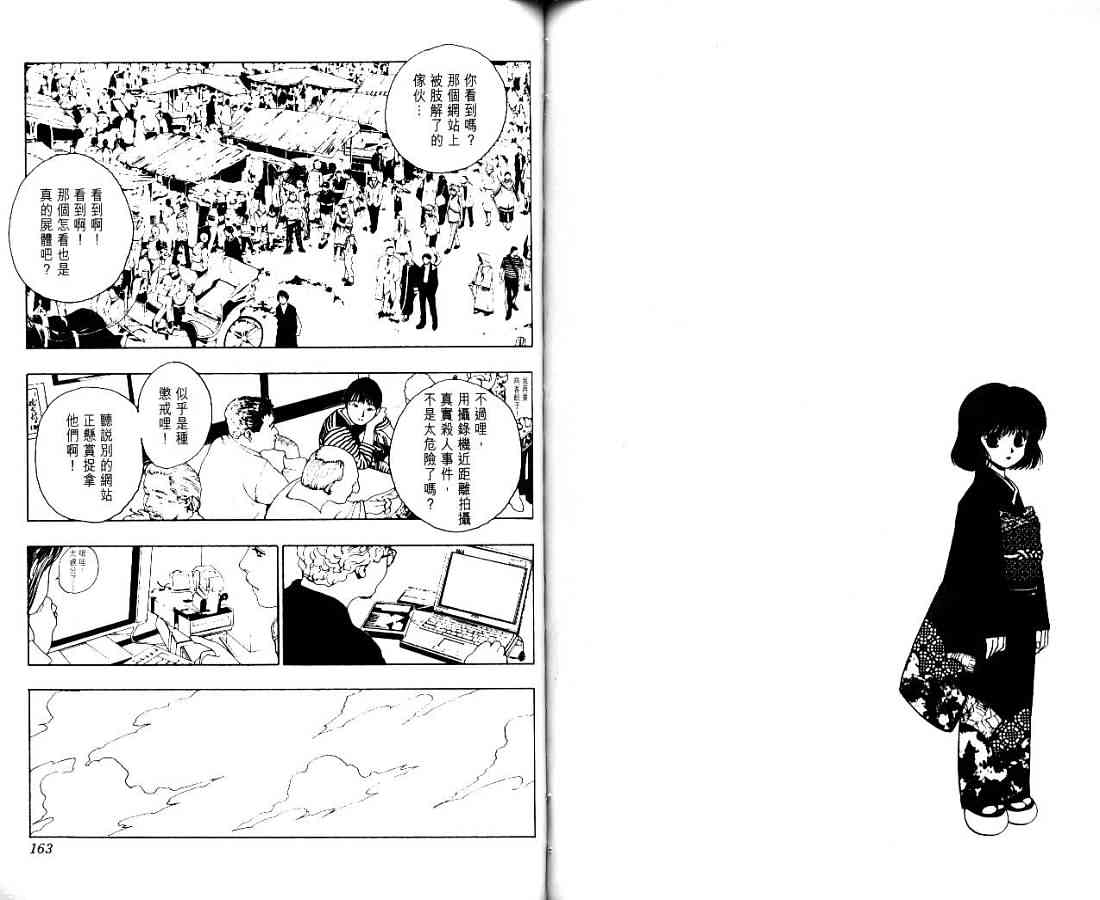 你看到嗎？
那個網站上
被肢解了的
傢伙…
看到啊！
看到啊！
那個怎看也是
真的屍體吧？
不過哩，
用攝錄機近距離拍攝
真實殺人事件，
不是太危險了嗎？
似乎是種
懲戒哩！
聽說別的網站
正懸賞捉拿
他們啊！
163